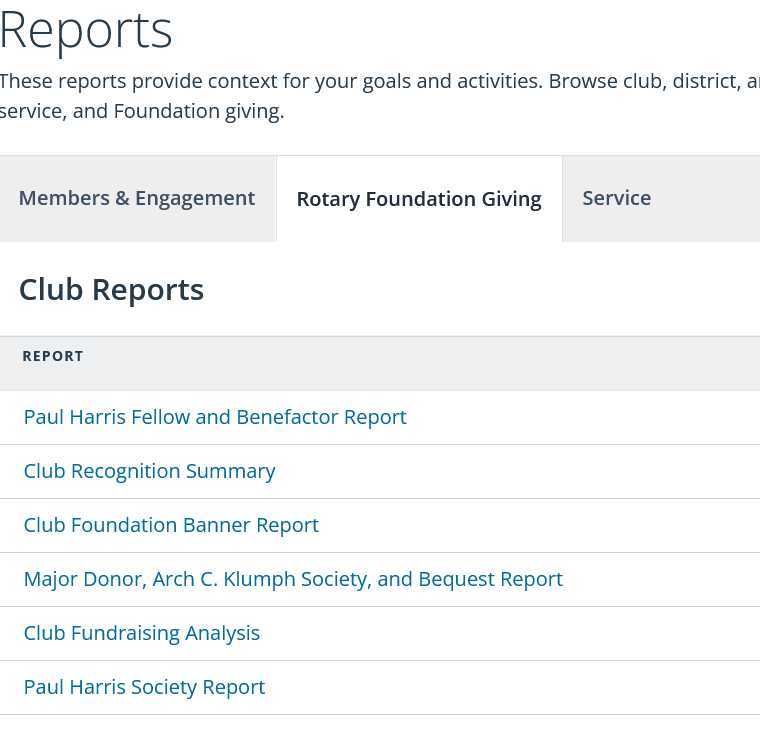 Reports
These reports provide context for your goals and activities. Browse club, district,
service, and Foundation giving.
Members & Engagement
Rotary Foundation Giving
Service
Club Reports
REPORT
Paul Harris Fellow and Benefactor Report
Club Recognition Summary
Club Foundation Banner Report
Major Donor, Arch C. Klumph Society, and Bequest Report
Club Fundraising Analysis
Paul Harris Society Report